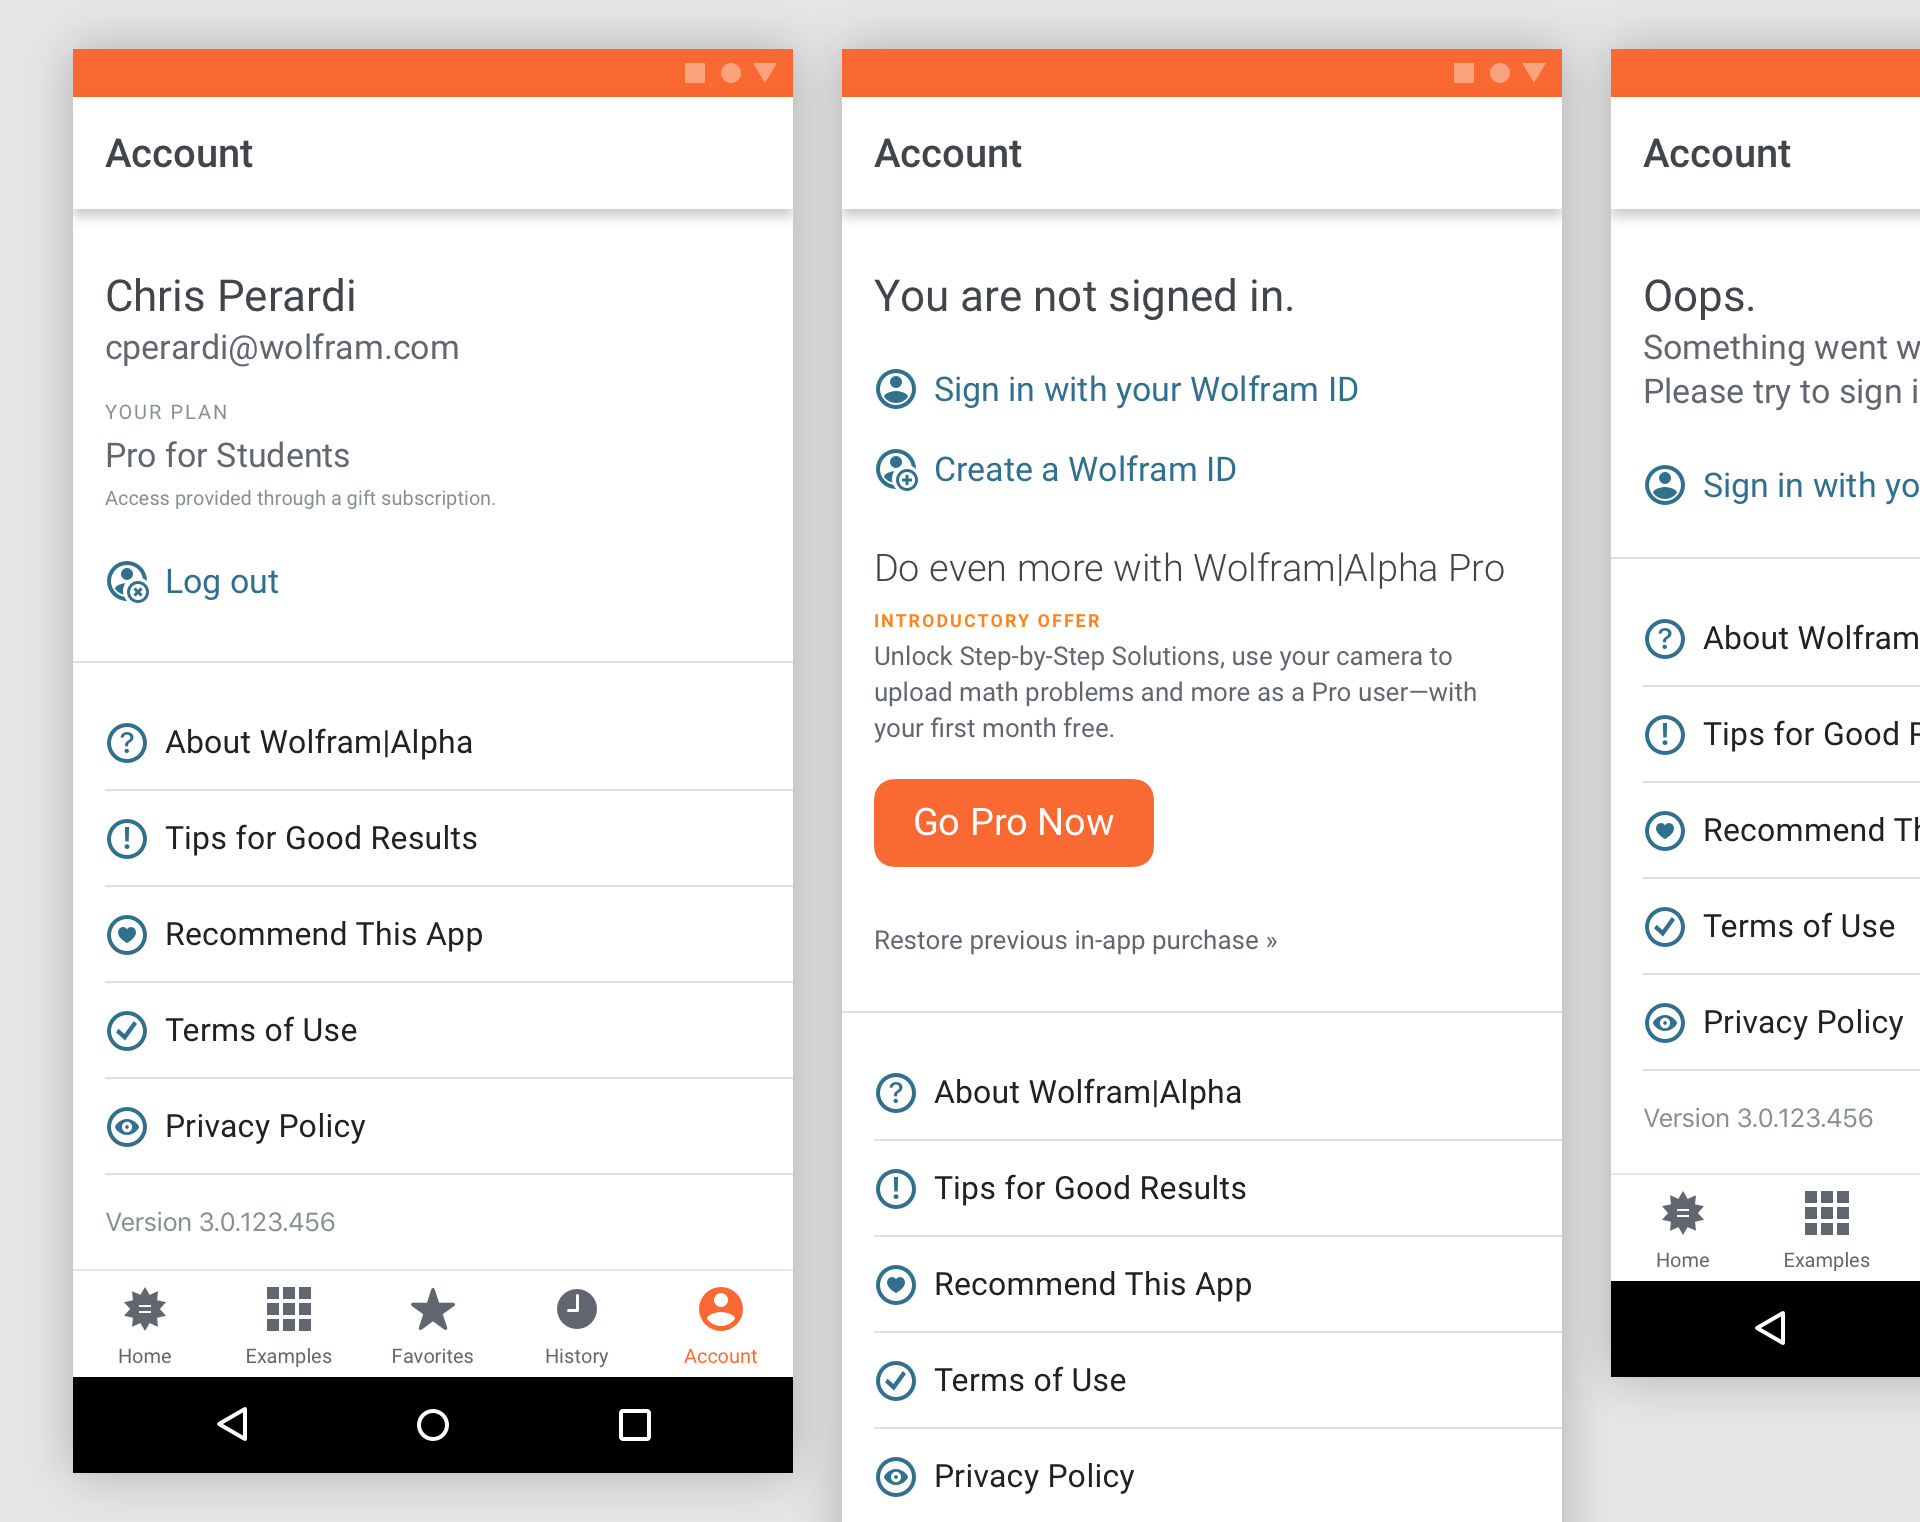 Account
Chris Perardi
cperardi@wolfram.com
YOUR PLAN
Pro for Students
Access provided through a gift subscription.
Log out
About Wolfram|Alpha
Tips for Good Results
Recommend This App
Terms of Use
Privacy Policy
Version 3.0.123.456
Home
Examples
Favorites
History
Account
Account
You are not signed in.
Sign in with your Wolfram ID
Create a Wolfram ID
Do even more with Wolfram|Alpha Pro
INTRODUCTORY OFFER
Unlock Step-by-Step Solutions, use your camera to
upload math problems and more as a Pro user—with
your first month free.
Go Pro Now
Restore previous in-app purchase »
About Wolfram|Alpha
Tips for Good Results
Recommend This App
Terms of Use
Privacy Policy
Account
Oops.
Something went
Please try to sign
Sign in with
About Wolfram
Tips for Good
Recommend
Terms of Use
Privacy Policy
Version 3.0.123.456
Home
Examples